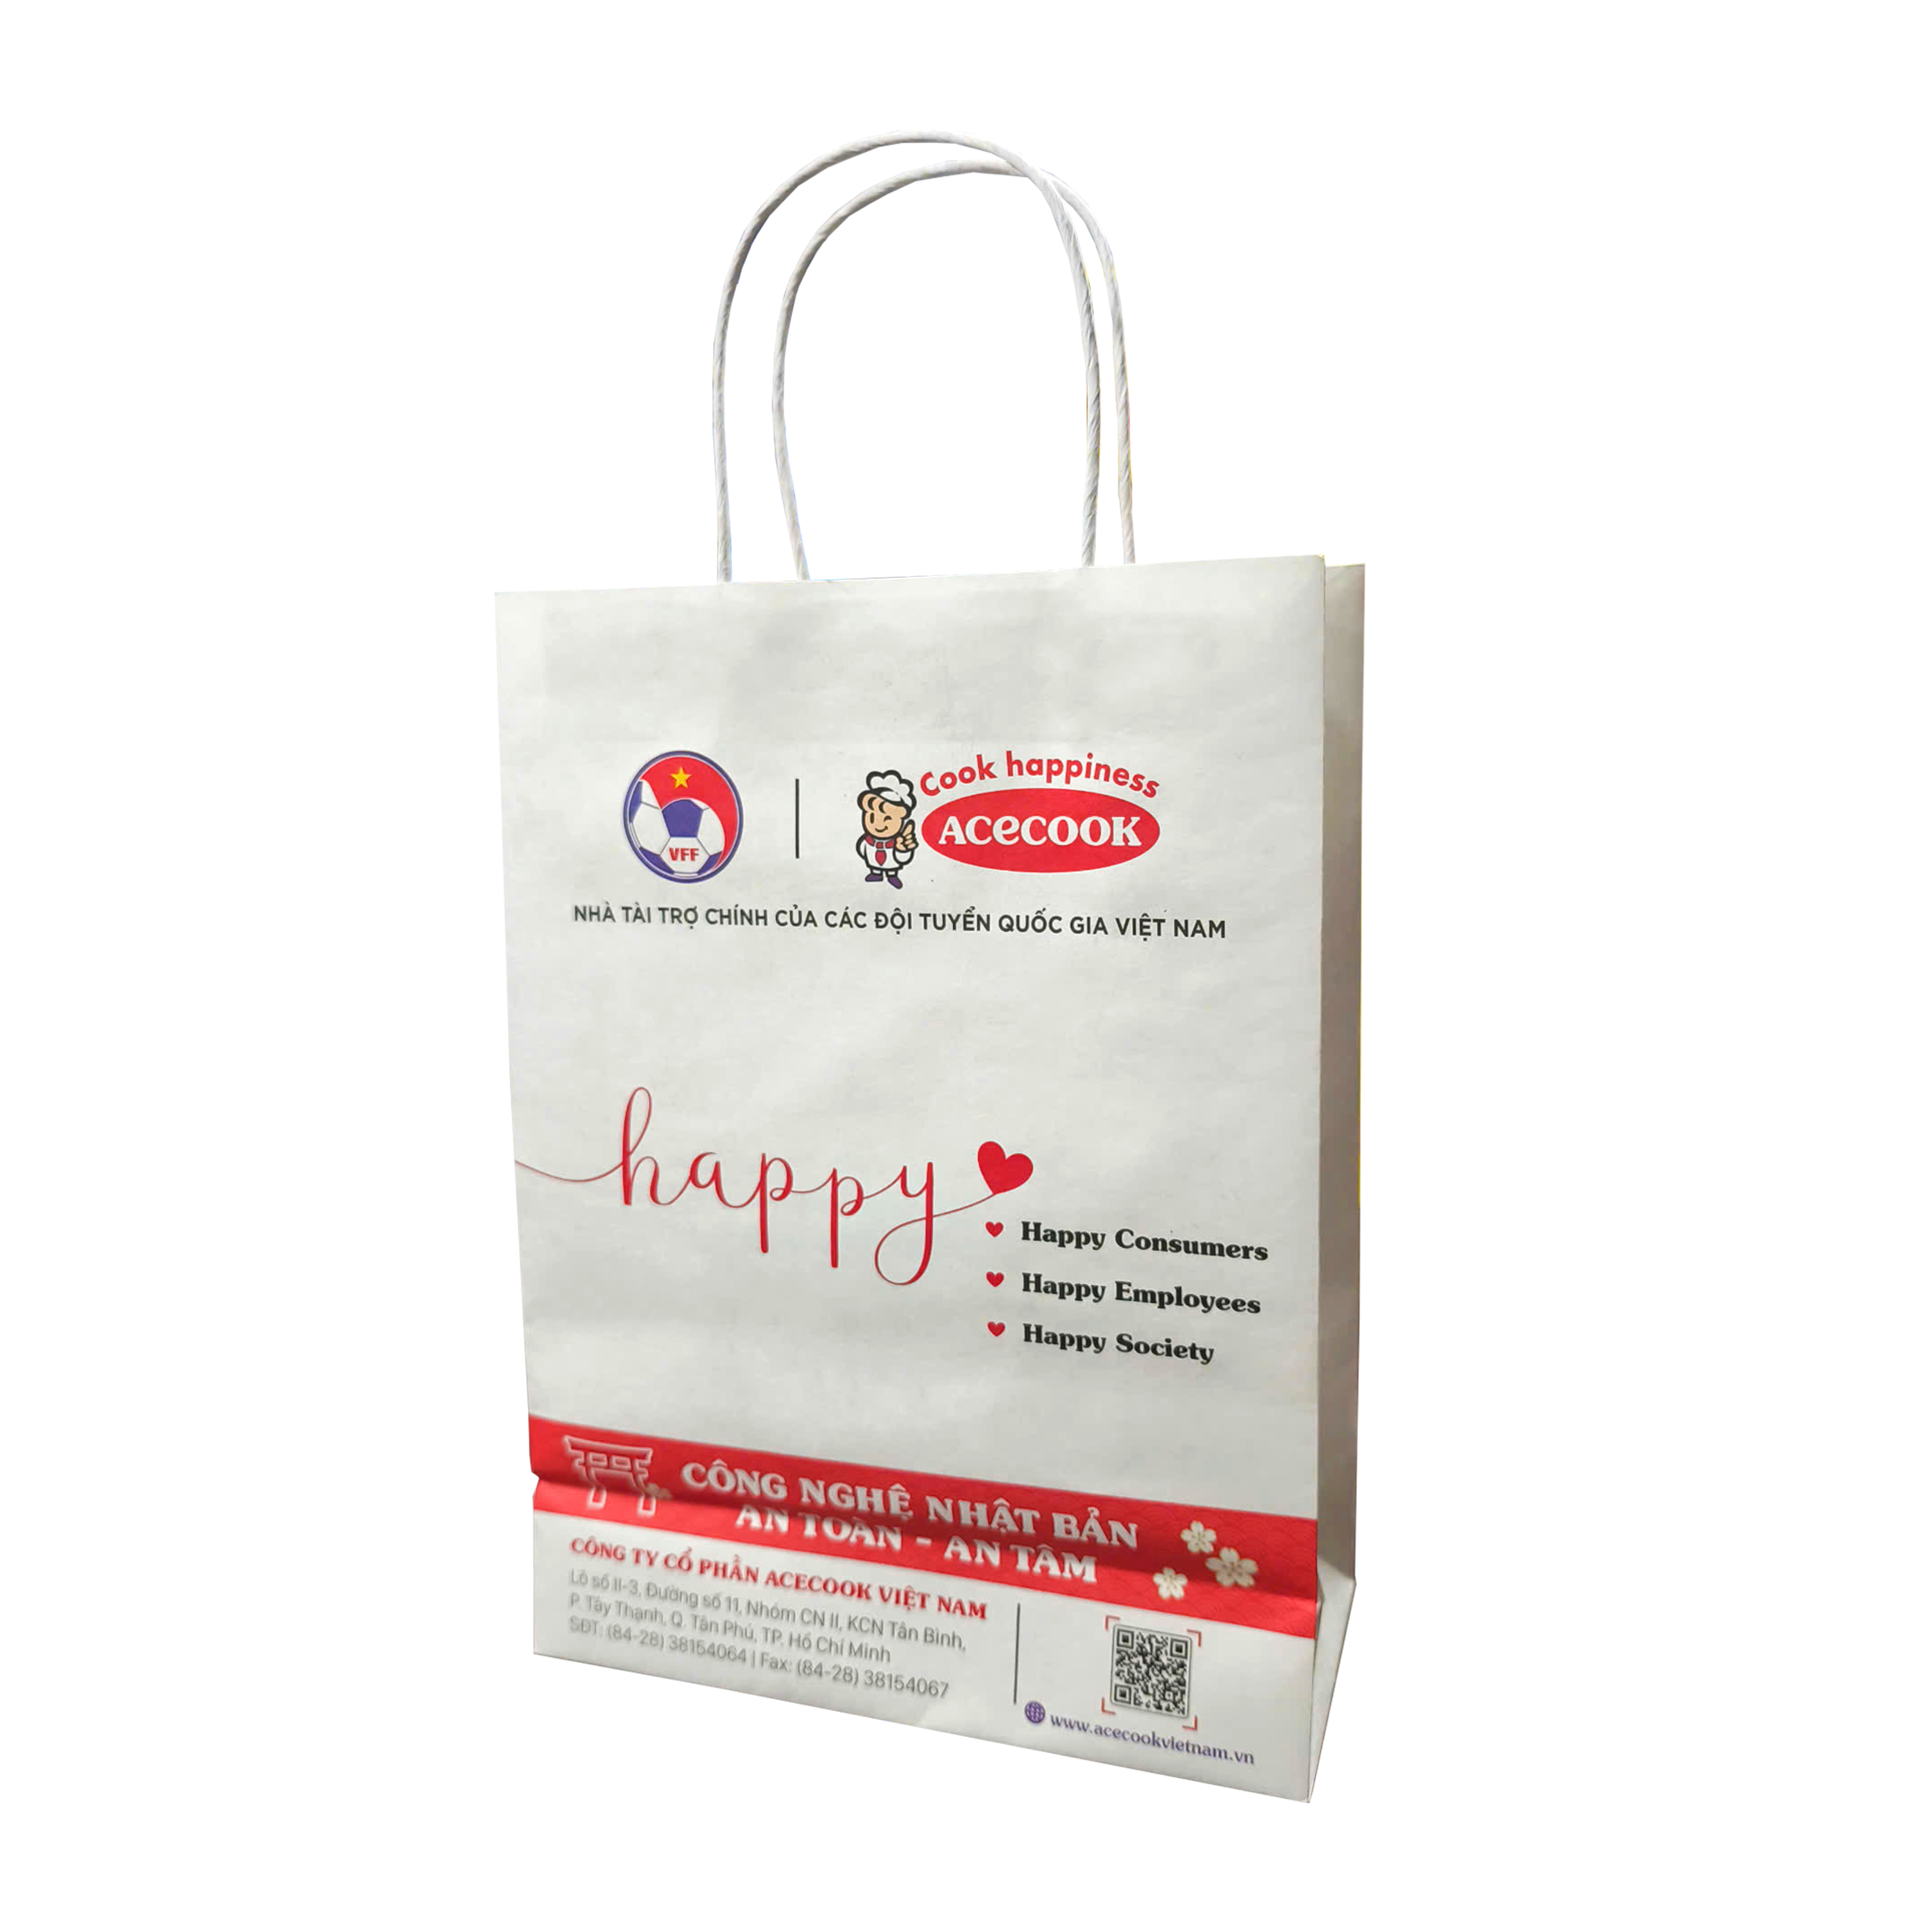 VFF
Cook happiness
ACeCOOK
NHÀ TÀI TRỢ CHÍNH CỦA CÁC ĐỘI TUYỂN QUỐC GIA VIỆT NAM
happy
Happy Consumers
Happy Employees
Happy Society
CÔNG NGHỆ NHẬT BẢN
AN TOÀN - AN TÂM
CÔNG TY CỔ PHẦN ACECOOK VIỆT NAM
Lô số II-3, Đường số 11, Nhóm CN II, KCN Tân Bình,
P. Tây Thạnh, Q. Tân Phú, TP. Hồ Chí Minh
SĐT: (84-28) 38154064 | Fax: (84-28) 38154067
www.acecookvietnam.vn